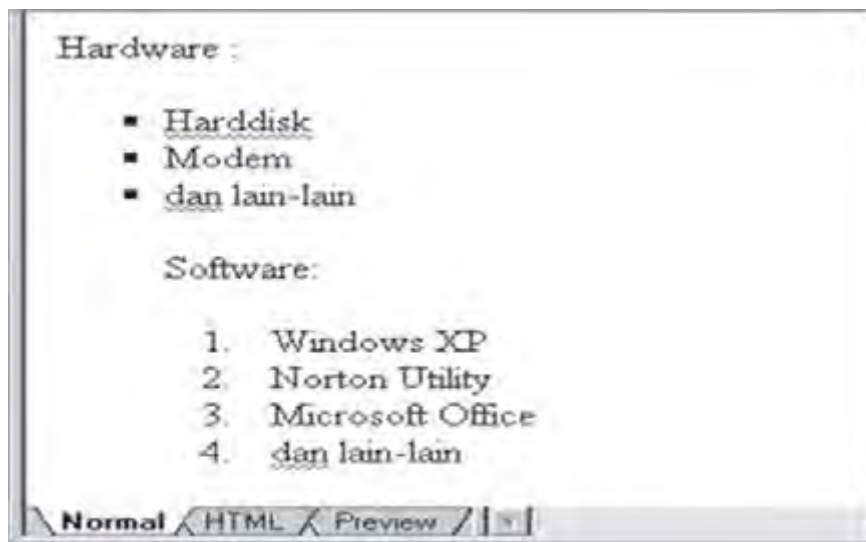 Hardware :
▪ Harddisk
▪ Modem
▪ dan lain-lain
Software:
1. Windows XP
2. Norton Utility
3. Microsoft Office
4. dan lain-lain
Normal HTML Preview